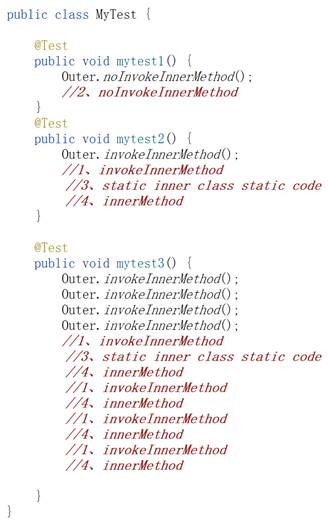 public class MyTest {
@Test
public void mytest1() {
Outer.noInvokeInnerMethod();
//2、noInvokeInnerMethod
}
@Test
public void mytest2() {
Outer.invokeInnerMethod();
//1、invokeInnerMethod
//3、static inner class static code
//4、innerMethod
}
@Test
public void mytest3() {
Outer.invokeInnerMethod();
Outer.invokeInnerMethod();
Outer.invokeInnerMethod();
Outer.invokeInnerMethod();
//1、invokeInnerMethod
//3、static inner class static code
//4、innerMethod
//1、invokeInnerMethod
//4、innerMethod
//1、invokeInnerMethod
//4、innerMethod
//1、invokeInnerMethod
//4、innerMethod
}
}